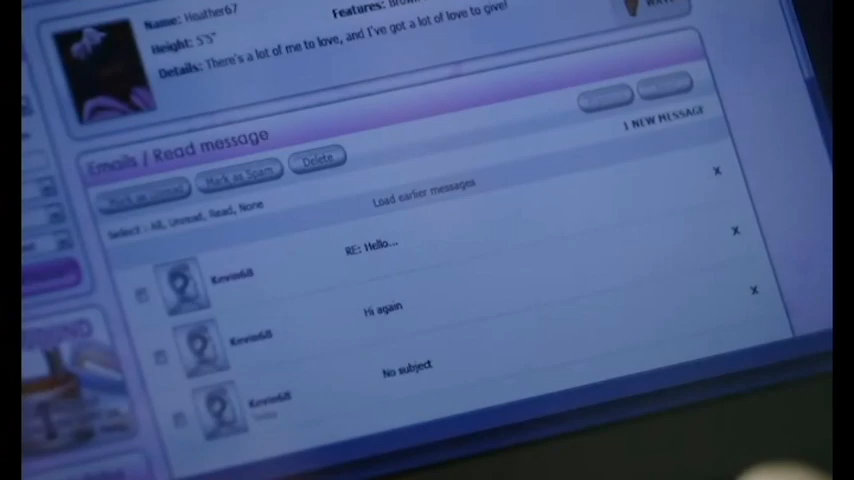 Name: Heather67
Features:
Height: 5'5"
Details: There's a lot of me to love, and I've got a lot of love to give!
Emails / Read message
Mark as Spam
Delete
1 NEW MESSAGE
Select : All, Unread, Read, None
Load earlier messages
X
Kevin68
RE: Hello...
X
Kevin68
Hi again
X
Kevin68
No subject